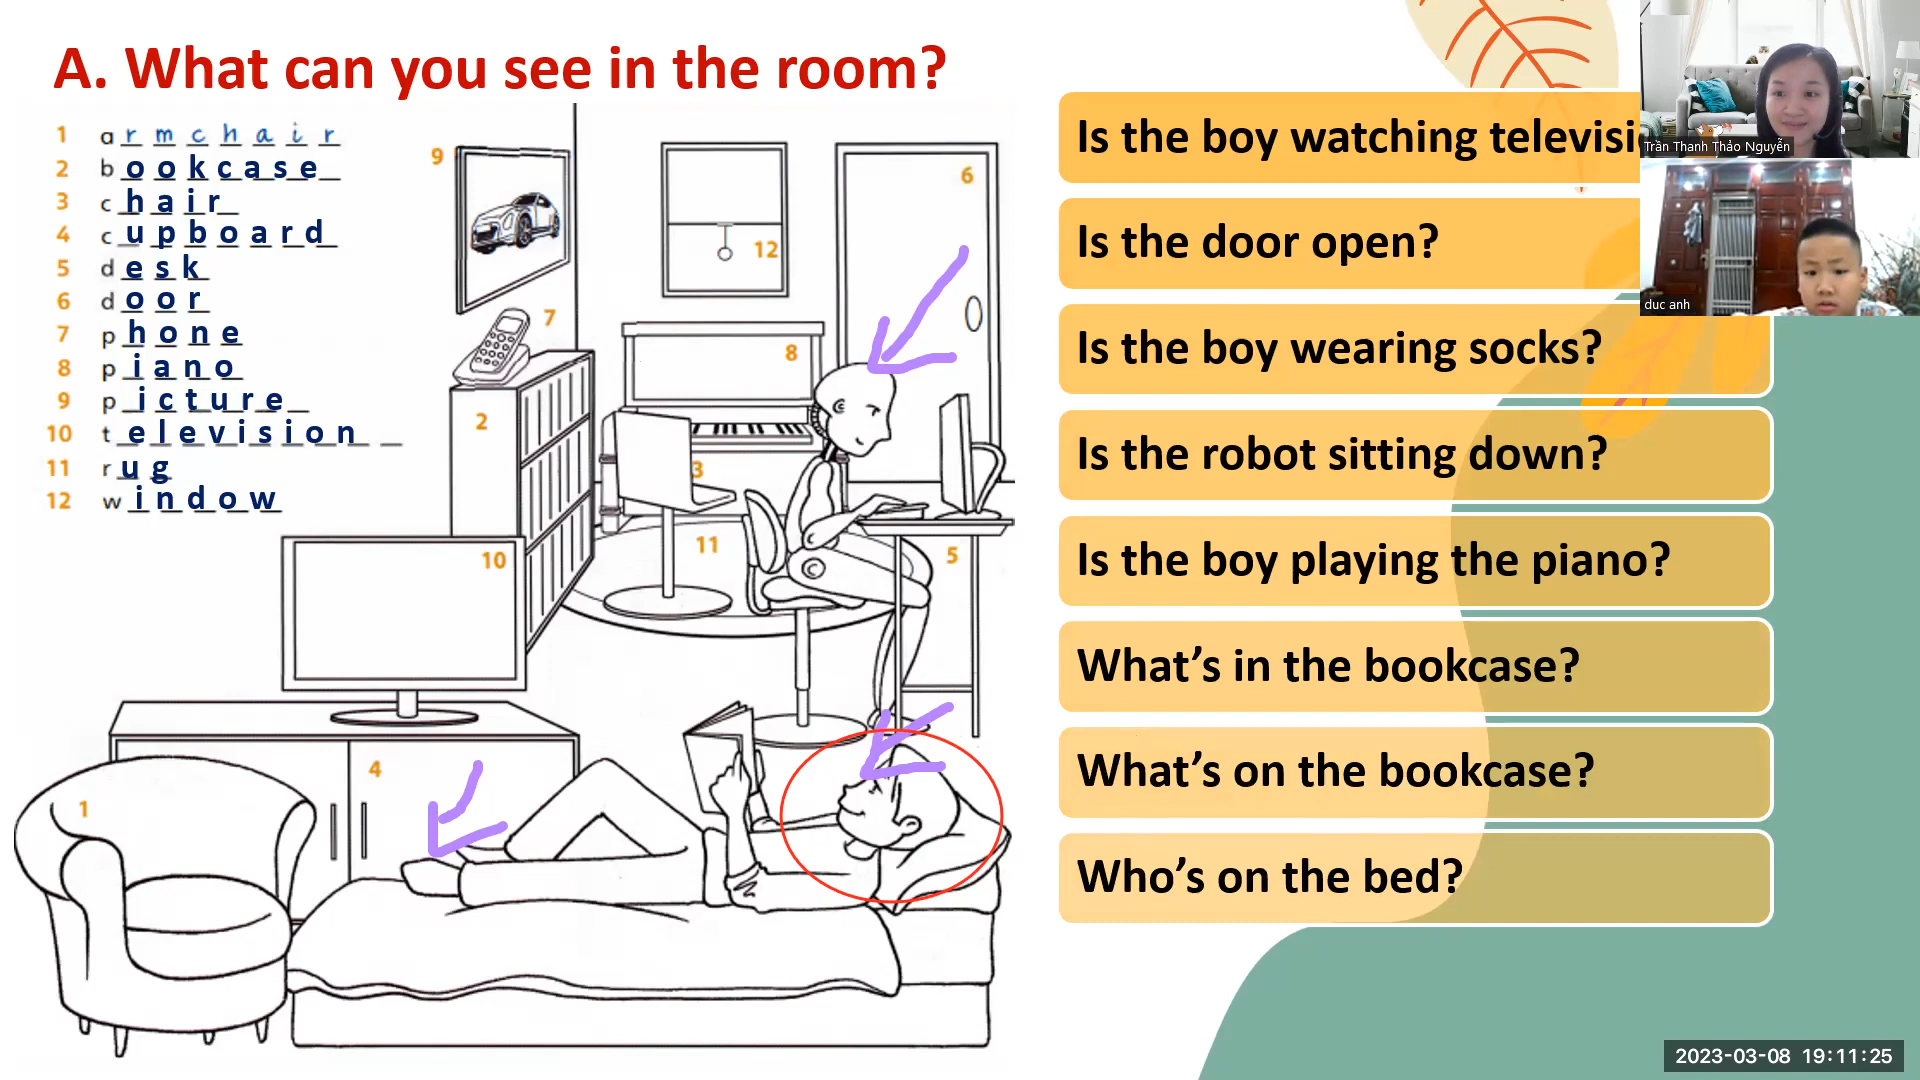 A. What can you see in the room?
1 armchair
2 bookcase
3 chair
4 cupboard
5 desk
6 door
7 phone
8 piano
9 picture
10 television
11 rug
12 window
9
12
6
7
8
2
3
11
5
10
4
1
Is the boy watching televisi
Is the door open?
Is the boy wearing socks?
Is the robot sitting down?
Is the boy playing the piano?
What's in the bookcase?
What's on the bookcase?
Who's on the bed?
Trần Thanh Thảo Nguyễn
duc anh
2023-03-08 19:11:25